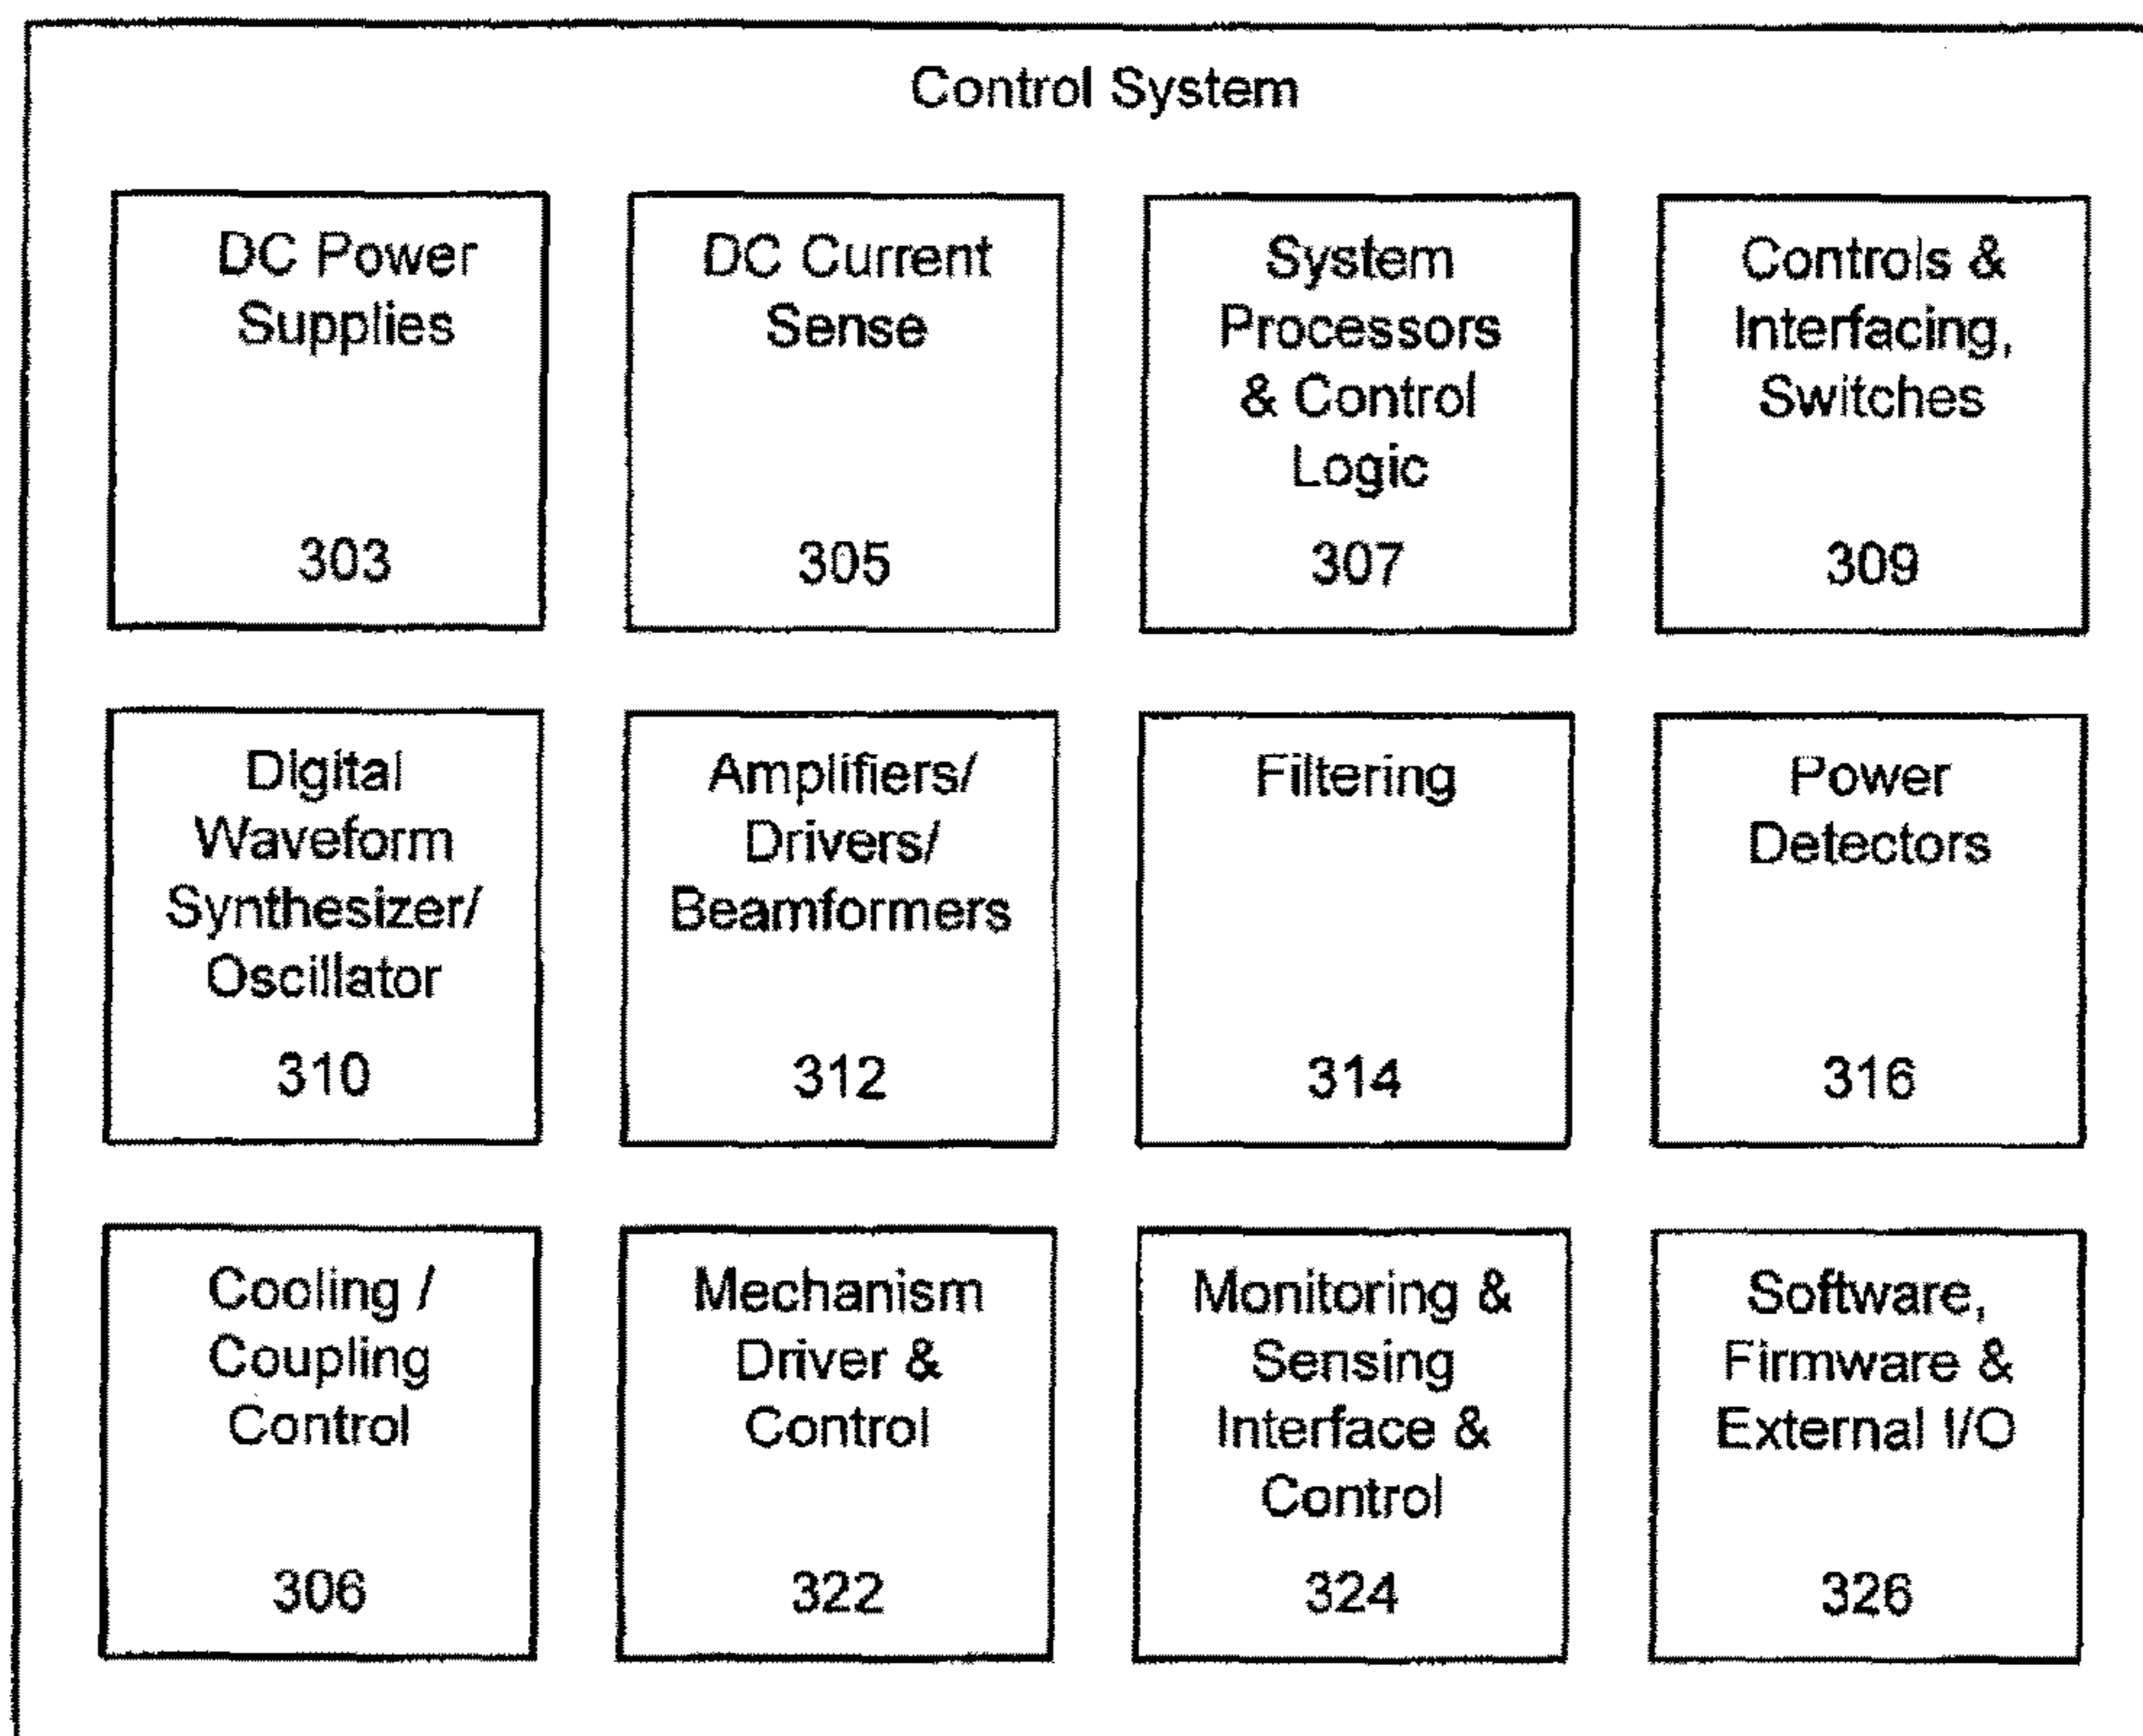 Control System
DC Power
Supplies
303
DC Current
Sense
305
System
Processors
& Control
Logic
307
Controls &
Interfacing,
Switches
309
Digital
Waveform
Synthesizer/
Oscillator
310
Amplifiers/
Drivers/
Beamformers
312
Filtering
314
Power
Detectors
316
Cooling /
Coupling
Control
306
Mechanism
Driver &
Control
322
Monitoring &
Sensing
Interface &
Control
324
Software,
Firmware &
External I/O
326